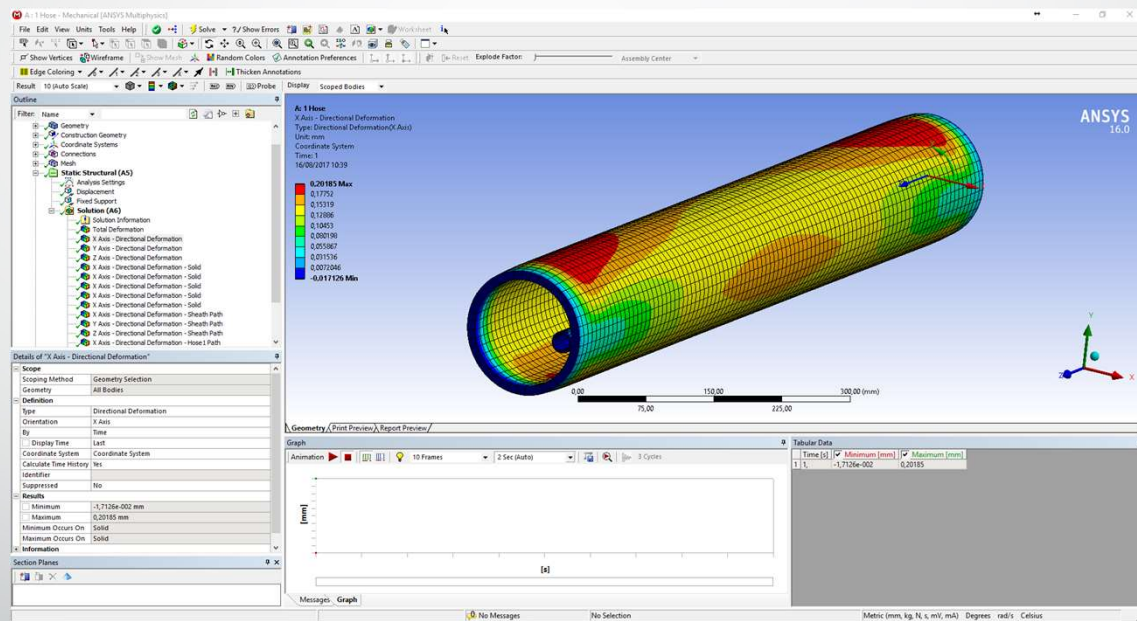 A : 1 Hose - Mechanical [ANSYS Multiphysics]
File Edit View Units Tools Help Solve ?/ Show Errors Worksheet
Show Vertices Wireframe Show Mesh Random Colors Annotation Preferences Reset Explode Factor: Assembly Center
Edge Coloring Thicken Annotations
Result 10 (Auto Scale) Probe Display Scoped Bodies
Outline
Filter: Name
Geometry
Construction Geometry
Coordinate Systems
Connections
Mesh
Static Structural (A5)
Analysis Settings
Displacement
Fixed Support
Solution (A6)
Solution Information
Total Deformation
X Axis - Directional Deformation
Y Axis - Directional Deformation
Z Axis - Directional Deformation
X Axis - Directional Deformation - Solid
X Axis - Directional Deformation - Solid
X Axis - Directional Deformation - Solid
X Axis - Directional Deformation - Solid
X Axis - Directional Deformation - Solid
X Axis - Directional Deformation - Sheath Path
Y Axis - Directional Deformation - Sheath Path
Z Axis - Directional Deformation - Sheath Path
X Axis - Directional Deformation - Hose1 Path
Details of "X Axis - Directional Deformation"
Scope
Scoping Method Geometry Selection
Geometry All Bodies
Definition
Type Directional Deformation
Orientation X Axis
By Time
Display Time Last
Coordinate System Coordinate System
Calculate Time History Yes
Identifier
Suppressed No
Results
Minimum -1,7126e-002 mm
Maximum 0,20185 mm
Minimum Occurs On Solid
Maximum Occurs On Solid
Information
Section Planes
A: 1 Hose
X Axis - Directional Deformation
Type: Directional Deformation(X Axis)
Unit: mm
Coordinate System
Time: 1
16/08/2017 10:39
0,20185 Max
0,17752
0,15319
0,12886
0,10453
0,080198
0,055867
0,031536
0,0072046
-0,017126 Min
ANSYS
16.0
0,00 150,00 300,00 (mm)
75,00 225,00
Y
Z X
Geometry Print Preview Report Preview
Graph
Animation 10 Frames 2 Sec (Auto) 3 Cycles
[mm]
[s]
Messages Graph
Tabular Data
Time [s] Minimum [mm] Maximum [mm]
1 1, -1,7126e-002 0,20185
No Messages No Selection Metric (mm, kg, N, s, mV, mA) Degrees rad/s Celsius